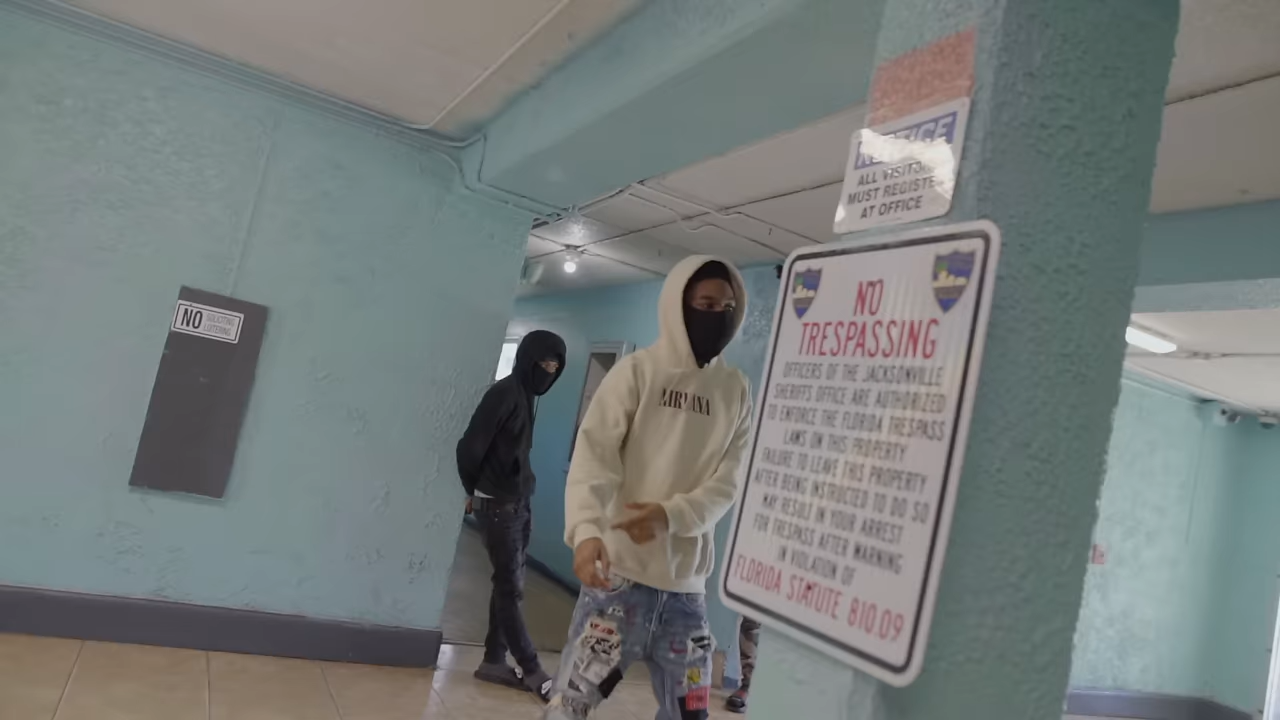 NO
SOLICITING
LOITERING
NIRVANA
NOTICE
ALL VISITORS
MUST REGISTER
AT OFFICE
NO
TRESPASSING
OFFICERS OF THE JACKSONVILLE
SHERIFFS OFFICE ARE AUTHORIZED
TO ENFORCE THE FLORIDA TRESPASS
LAWS ON THIS PROPERTY
FAILURE TO LEAVE THIS PROPERTY
AFTER BEING INSTRUCTED TO DO SO
MAY RESULT IN YOUR ARREST
FOR TRESPASS AFTER WARNING
IN VIOLATION OF
FLORIDA STATUTE 810.09